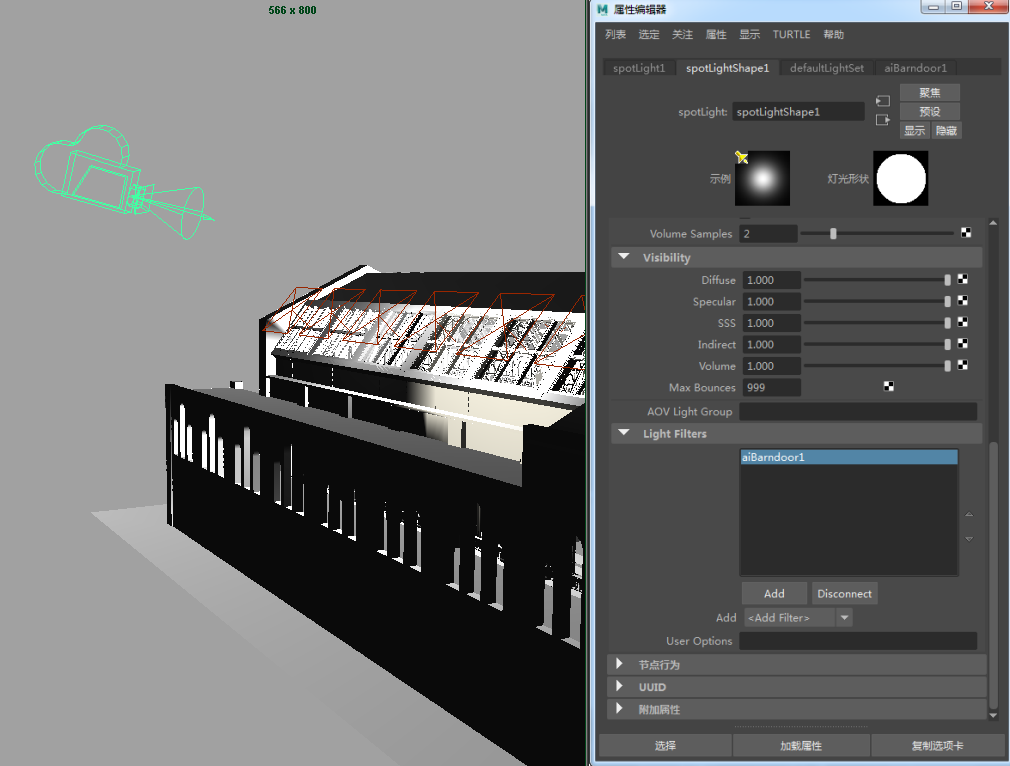 566 x 800
属性编辑器
列表 选定 关注 属性 显示 TURTLE 帮助
spotLight1 spotLightShape1 defaultLightSet aiBarndoor1
聚焦
spotLight: spotLightShape1
预设
显示 隐藏
示例 灯光形状
Volume Samples 2
Visibility
Diffuse 1.000
Specular 1.000
SSS 1.000
Indirect 1.000
Volume 1.000
Max Bounces 999
AOV Light Group
Light Filters
aiBarndoor1
Add Disconnect
Add <Add Filter>
User Options
节点行为
UUID
附加属性
选择 加载属性 复制选项卡